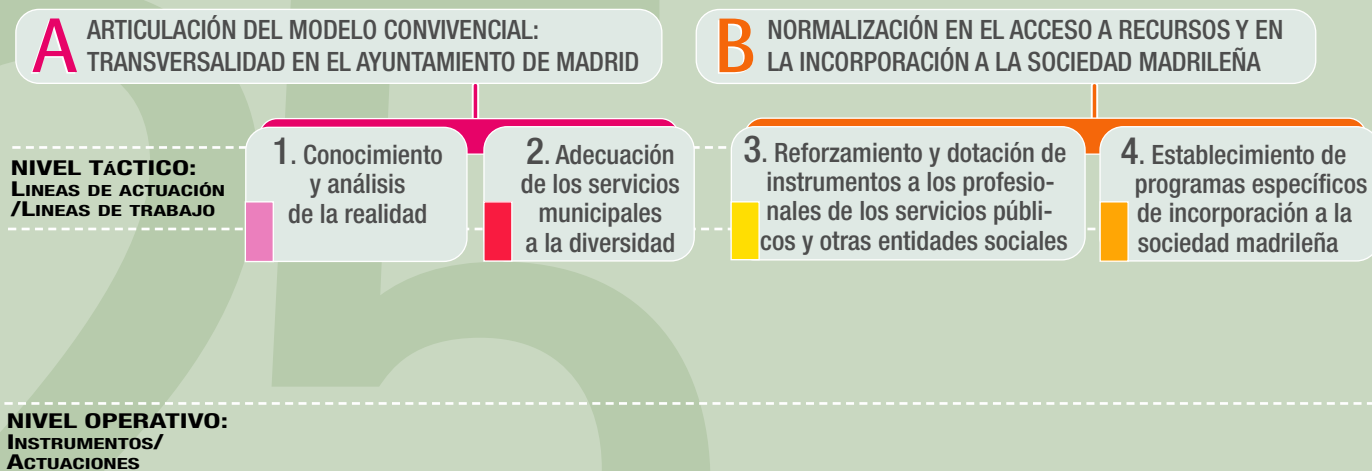 A ARTICULACIÓN DEL MODELO CONVIVENCIAL:
TRANSVERSALIDAD EN EL AYUNTAMIENTO DE MADRID
B NORMALIZACIÓN EN EL ACCESO A RECURSOS Y EN
LA INCORPORACIÓN A LA SOCIEDAD MADRILEÑA
NIVEL TÁCTICO:
LINEAS DE ACTUACIÓN
/LINEAS DE TRABAJO
1. Conocimiento
y análisis
de la realidad
2. Adecuación
de los servicios
municipales
a la diversidad
3. Reforzamiento y dotación de
instrumentos a los profesio-
nales de los servicios públi-
cos y otras entidades sociales
4. Establecimiento de
programas específicos
de incorporación a la
sociedad madrileña
NIVEL OPERATIVO:
INSTRUMENTOS/
ACTUACIONES
25